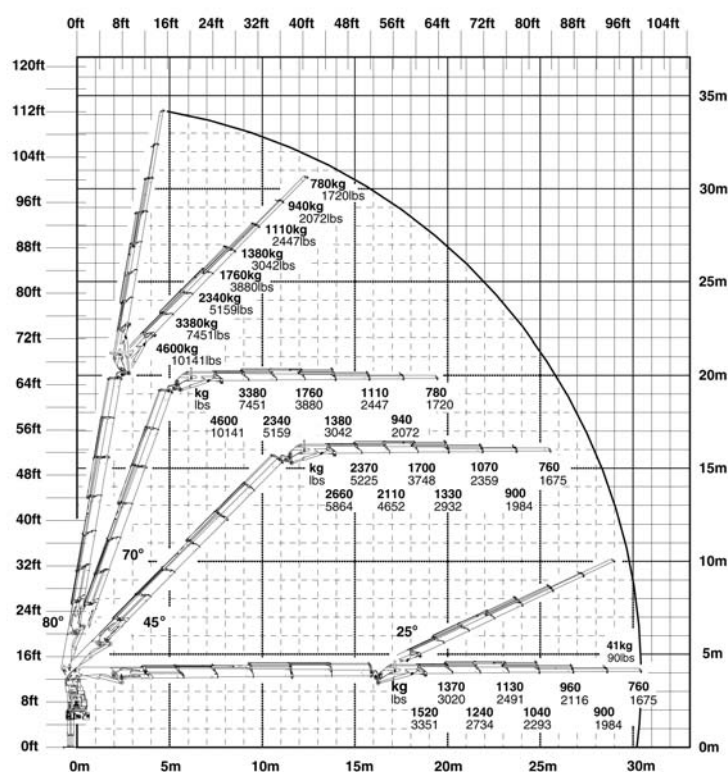 0ft 8ft 16ft 24ft 32ft 40ft 48ft 56ft 64ft 72ft 80ft 88ft 96ft 104ft
120ft
112ft
35m
104ft
96ft
30m
780kg
1720lbs
940kg
2072lbs
88ft
1110kg
2447lbs
1380kg
3042lbs
25m
80ft
1760kg
3880lbs
2340kg
5159lbs
72ft
3380kg
7451lbs
4600kg
10141lbs
20m
64ft
kg 3380 1760 1110 780
lbs 7451 3880 2447 1720
56ft
4600 2340 1380 940
10141 5159 3042 2072
48ft
15m
kg 2370 1700 1070 760
lbs 5225 3748 2359 1675
2660 2110 1330 900
5864 4652 2932 1984
40ft
32ft
70°
10m
24ft
80°
45°
25°
16ft
41kg
90lbs
5m
kg 1370 1130 960 760
lbs 3020 2491 2116 1675
8ft
1520 1240 1040 900
3351 2734 2293 1984
0ft
0m
0m 5m 10m 15m 20m 25m 30m